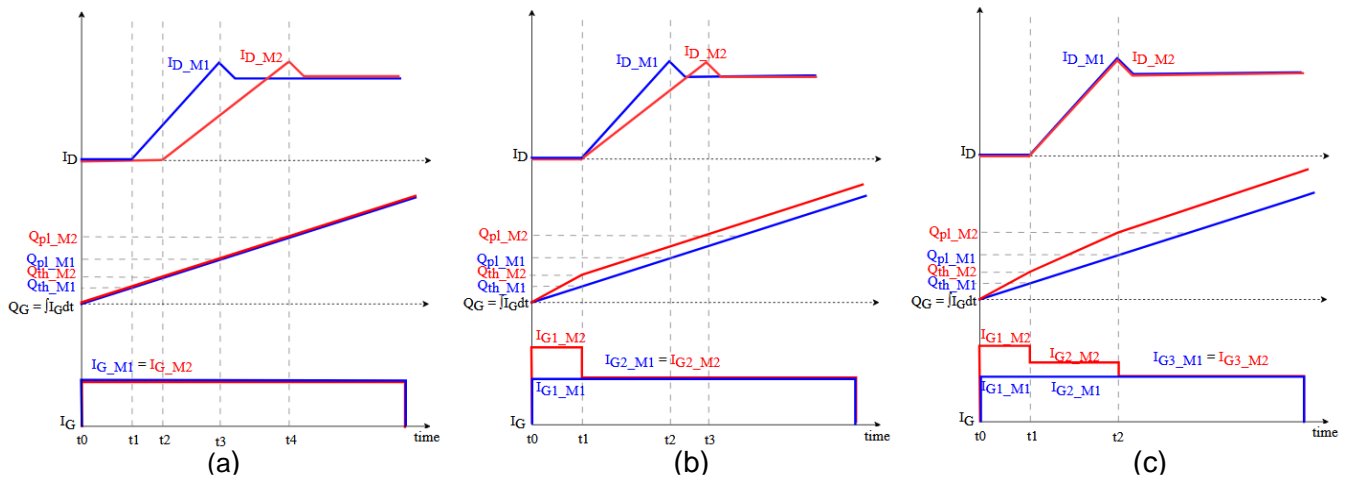 I_D_M1 I_D_M2
I_D
Q_pl_M2
Q_pl_M1
Q_th_M2
Q_th_M1
Q_G = ∫I_G dt
I_G_M1 = I_G_M2
I_G
t0 t1 t2 t3 t4 time
(a)
I_D_M1 I_D_M2
I_D
Q_pl_M2
Q_pl_M1
Q_th_M2
Q_th_M1
Q_G = ∫I_G dt
I_G1_M2
I_G2_M1 = I_G2_M2
I_G1_M1
I_G
t0 t1 t2 t3 time
(b)
I_D_M1 I_D_M2
I_D
Q_pl_M2
Q_pl_M1
Q_th_M2
Q_th_M1
Q_G = ∫I_G dt
I_G1_M2
I_G2_M2 I_G3_M1 = I_G3_M2
I_G1_M1 I_G2_M1
I_G
t0 t1 t2 time
(c)